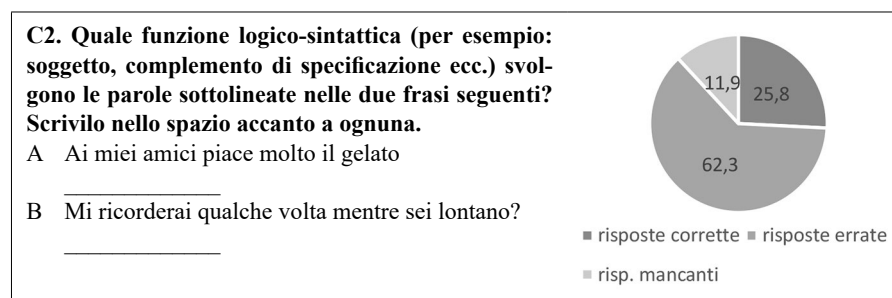 C2. Quale funzione logico-sintattica (per esempio:
soggetto, complemento di specificazione ecc.) svol-
gono le parole sottolineate nelle due frasi seguenti?
Scrivilo nello spazio accanto a ognuna.
A Ai miei amici piace molto il gelato
_____________
B Mi ricorderai qualche volta mentre sei lontano?
_____________
11,9
25,8
62,3
risposte corrette
risposte errate
risp. mancanti